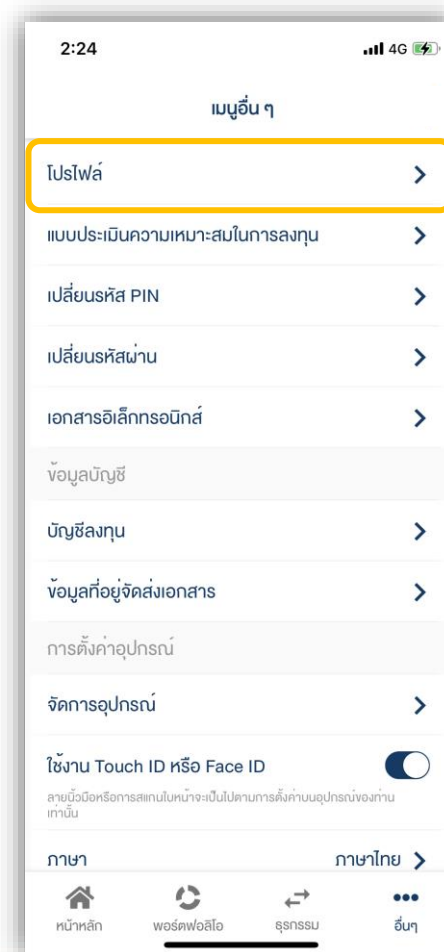 2:24 4G
เมนูอื่น ๆ
โปรไฟล์
แบบประเมินความเหมาะสมในการลงทุน
เปลี่ยนรหัส PIN
เปลี่ยนรหัสผ่าน
เอกสารอิเล็กทรอนิกส์
ข้อมูลบัญชี
บัญชีลงทุน
ข้อมูลที่อยู่จัดส่งเอกสาร
การตั้งค่าอุปกรณ์
จัดการอุปกรณ์
ใช้งาน Touch ID หรือ Face ID
ลายนิ้วมือหรือการสแกนใบหน้าจะเป็นไปตามการตั้งค่าบนอุปกรณ์ของท่าน
เท่านั้น
ภาษา ภาษาไทย
หน้าหลัก พอร์ตฟอลิโอ ธุรกรรม อื่นๆ